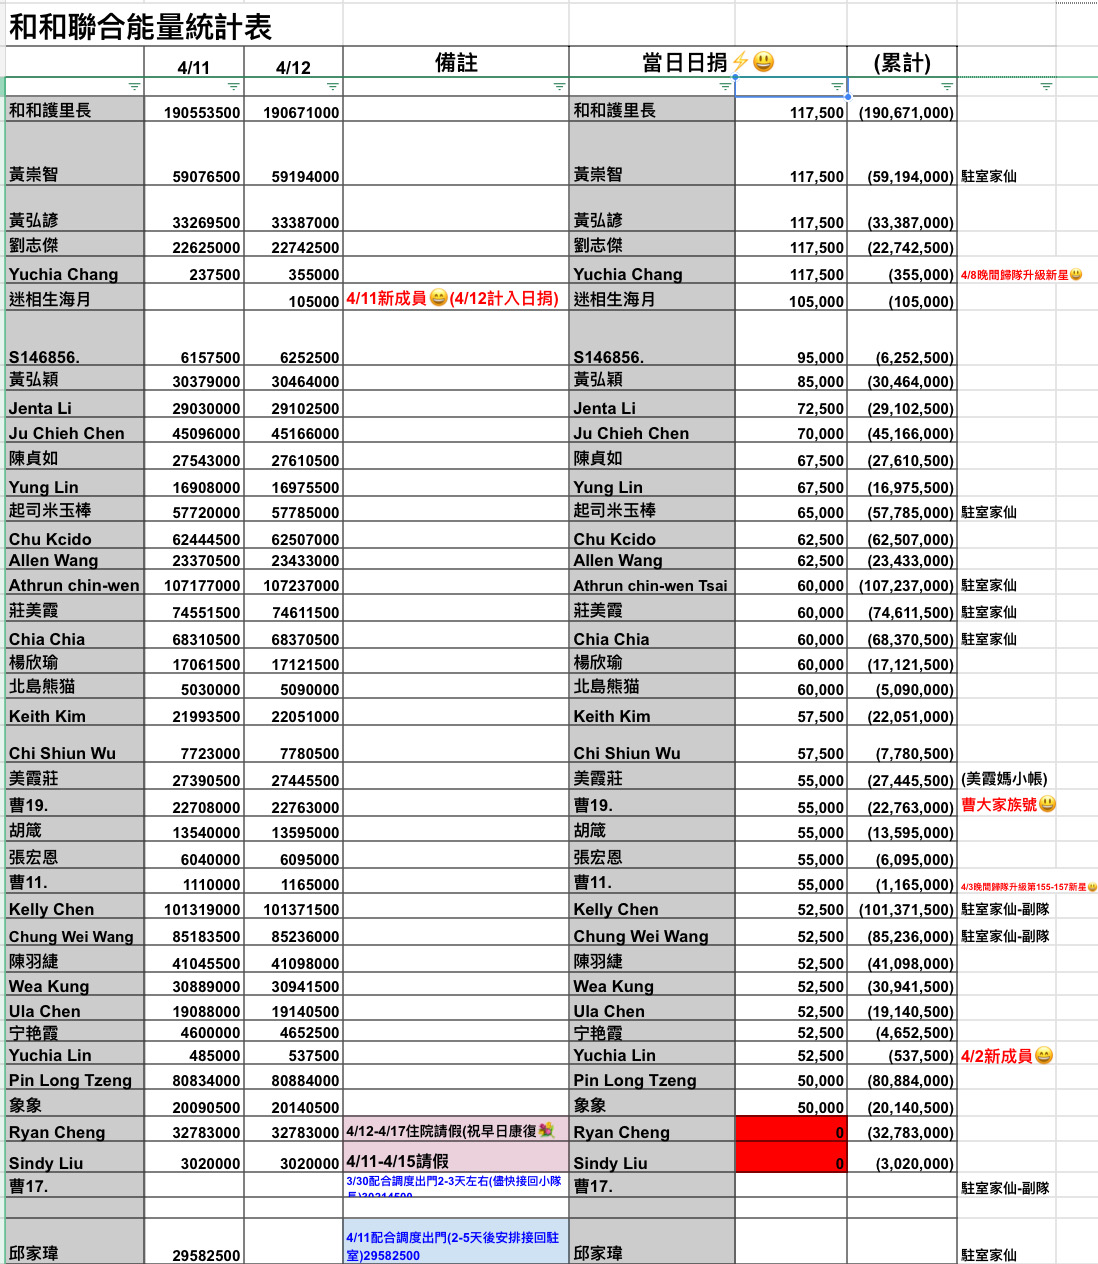 和和聯合能量統計表
4/11 4/12 備註 當日日捐⚡😃 (累計)
和和護里長 190553500 190671000 和和護里長 117,500 (190,671,000)
黃崇智 59076500 59194000 黃崇智 117,500 (59,194,000) 駐室家仙
黃弘諺 33269500 33387000 黃弘諺 117,500 (33,387,000)
劉志傑 22625000 22742500 劉志傑 117,500 (22,742,500)
Yuchia Chang 237500 355000 Yuchia Chang 117,500 (355,000) 4/8晚間歸隊升級新星😃
迷相生海月 105000 4/11新成員😄(4/12計入日捐) 迷相生海月 105,000 (105,000)
S146856. 6157500 6252500 S146856. 95,000 (6,252,500)
黃弘穎 30379000 30464000 黃弘穎 85,000 (30,464,000)
Jenta Li 29030000 29102500 Jenta Li 72,500 (29,102,500)
Ju Chieh Chen 45096000 45166000 Ju Chieh Chen 70,000 (45,166,000)
陳貞如 27543000 27610500 陳貞如 67,500 (27,610,500)
Yung Lin 16908000 16975500 Yung Lin 67,500 (16,975,500)
起司米玉棒 57720000 57785000 起司米玉棒 65,000 (57,785,000) 駐室家仙
Chu Kcido 62444500 62507000 Chu Kcido 62,500 (62,507,000)
Allen Wang 23370500 23433000 Allen Wang 62,500 (23,433,000)
Athrun chin-wen 107177000 107237000 Athrun chin-wen Tsai 60,000 (107,237,000) 駐室家仙
莊美霞 74551500 74611500 莊美霞 60,000 (74,611,500) 駐室家仙
Chia Chia 68310500 68370500 Chia Chia 60,000 (68,370,500) 駐室家仙
楊欣瑜 17061500 17121500 楊欣瑜 60,000 (17,121,500)
北島熊猫 5030000 5090000 北島熊猫 60,000 (5,090,000)
Keith Kim 21993500 22051000 Keith Kim 57,500 (22,051,000)
Chi Shiun Wu 7723000 7780500 Chi Shiun Wu 57,500 (7,780,500)
美霞莊 27390500 27445500 美霞莊 55,000 (27,445,500) (美霞媽小帳)
曹19. 22708000 22763000 曹19. 55,000 (22,763,000) 曹大家族號😃
胡箴 13540000 13595000 胡箴 55,000 (13,595,000)
張宏恩 6040000 6095000 張宏恩 55,000 (6,095,000)
曹11. 1110000 1165000 曹11. 55,000 (1,165,000) 4/3晚間歸隊升級第155-157新星😃
Kelly Chen 101319000 101371500 Kelly Chen 52,500 (101,371,500) 駐室家仙-副隊
Chung Wei Wang 85183500 85236000 Chung Wei Wang 52,500 (85,236,000) 駐室家仙-副隊
陳羽緁 41045500 41098000 陳羽緁 52,500 (41,098,000)
Wea Kung 30889000 30941500 Wea Kung 52,500 (30,941,500)
Ula Chen 19088000 19140500 Ula Chen 52,500 (19,140,500)
宁艳霞 4600000 4652500 宁艳霞 52,500 (4,652,500)
Yuchia Lin 485000 537500 Yuchia Lin 52,500 (537,500) 4/2新成員😄
Pin Long Tzeng 80834000 80884000 Pin Long Tzeng 50,000 (80,884,000)
象象 20090500 20140500 象象 50,000 (20,140,500)
Ryan Cheng 32783000 32783000 4/12-4/17住院請假(祝早日康復💐 Ryan Cheng 0 (32,783,000)
Sindy Liu 3020000 3020000 4/11-4/15請假 Sindy Liu 0 (3,020,000)
曹17. 3/30配合調度出門2-3天左右(儘快接回小隊 曹17. 駐室家仙-副隊
長)30214500
4/11配合調度出門(2-5天後安排接回駐
邱家瑋 29582500 室)29582500 邱家瑋 駐室家仙